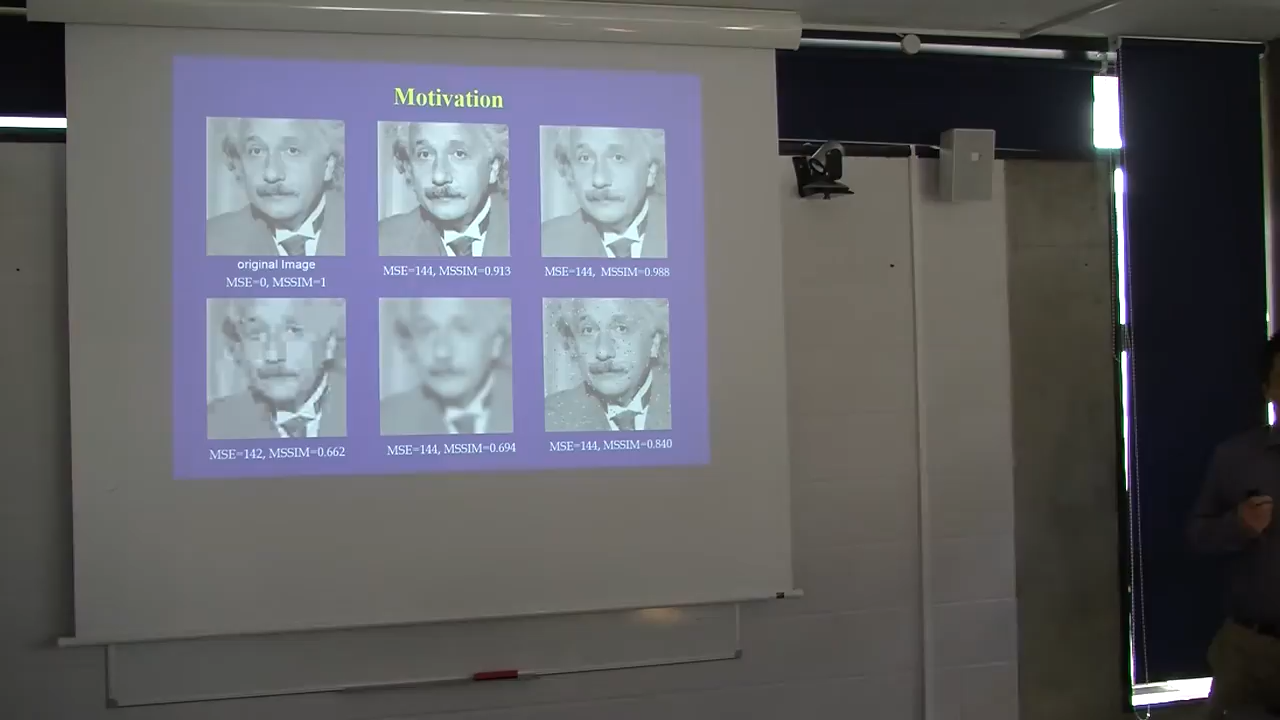 Motivation
original Image
MSE=0, MSSIM=1
MSE=144, MSSIM=0.913
MSE=144, MSSIM=0.988
MSE=142, MSSIM=0.662
MSE=144, MSSIM=0.694
MSE=144, MSSIM=0.840